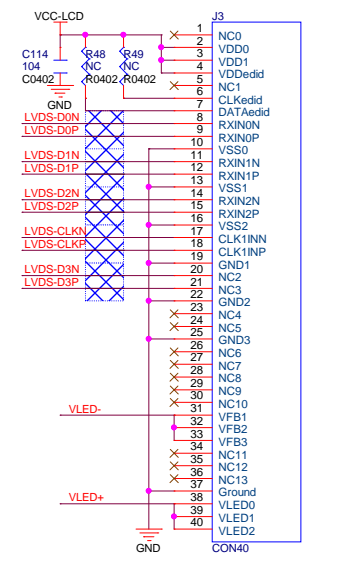 VCC-LCD
J3
C114
104
C0402
R48
NC
R0402
R49
NC
R0402
GND
1 NC0
2 VDD0
3 VDD1
4 VDDedid
5 NC1
6 CLKedid
7 DATAedid
LVDS-D0N 8 RXIN0N
LVDS-D0P 9 RXIN0P
10 VSS0
LVDS-D1N 11 RXIN1N
LVDS-D1P 12 RXIN1P
13 VSS1
LVDS-D2N 14 RXIN2N
LVDS-D2P 15 RXIN2P
16 VSS2
LVDS-CLKN 17 CLK1INN
LVDS-CLKP 18 CLK1INP
19 GND1
LVDS-D3N 20 NC2
LVDS-D3P 21 NC3
22 GND2
23 NC4
24 NC5
25 GND3
26 NC6
27 NC7
28 NC8
29 NC9
30 NC10
VLED- 31 VFB1
32 VFB2
33 VFB3
34 NC11
35 NC12
36 NC13
37 Ground
VLED+ 38 VLED0
39 VLED1
40 VLED2
GND
CON40